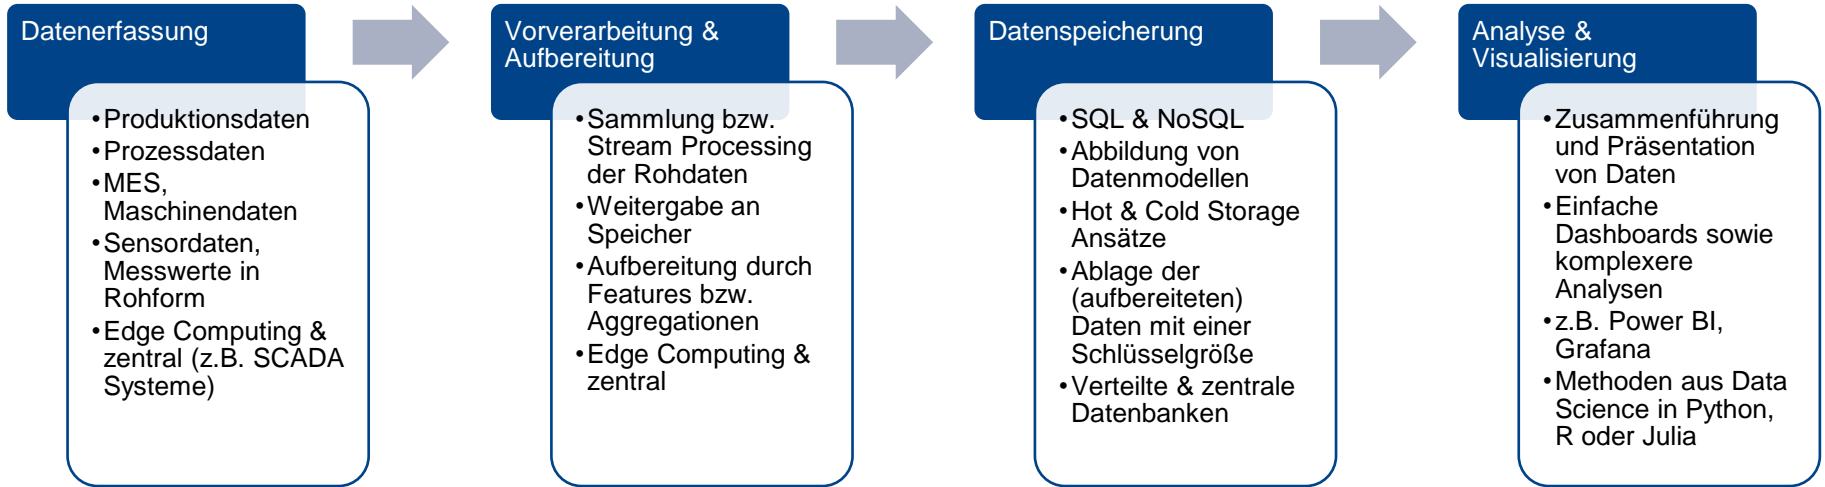 Datenerfassung
•Produktionsdaten
•Prozessdaten
•MES,
Maschinendaten
•Sensordaten,
Messwerte in
Rohform
•Edge Computing &
zentral (z.B. SCADA
Systeme)
Vorverarbeitung &
Aufbereitung
•Sammlung bzw.
Stream Processing
der Rohdaten
•Weitergabe an
Speicher
•Aufbereitung durch
Features bzw.
Aggregationen
•Edge Computing &
zentral
Datenspeicherung
•SQL & NoSQL
•Abbildung von
Datenmodellen
•Hot & Cold Storage
Ansätze
•Ablage der
(aufbereiteten)
Daten mit einer
Schlüsselgröße
•Verteilte & zentrale
Datenbanken
Analyse &
Visualisierung
•Zusammenführung
und Präsentation
von Daten
•Einfache
Dashboards sowie
komplexere
Analysen
•z.B. Power BI,
Grafana
•Methoden aus Data
Science in Python,
R oder Julia